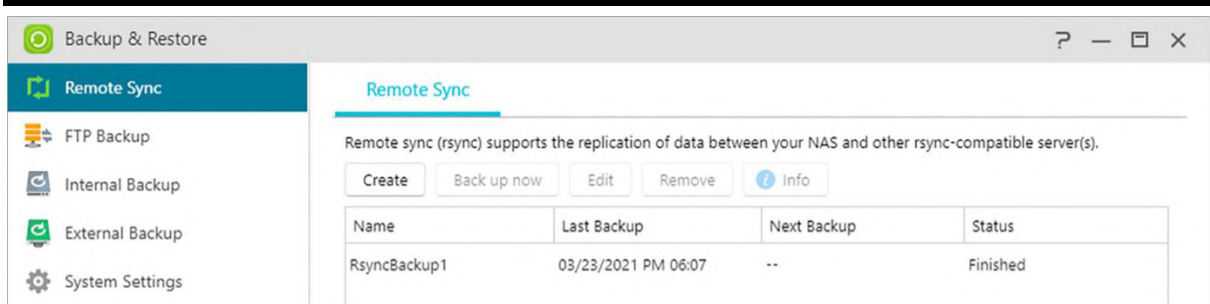 Backup & Restore
Remote Sync
FTP Backup
Internal Backup
External Backup
System Settings
Remote Sync
Remote sync (rsync) supports the replication of data between your NAS and other rsync-compatible server(s).
Create Back up now Edit Remove Info
Name Last Backup Next Backup Status
RsyncBackup1 03/23/2021 PM 06:07 -- Finished